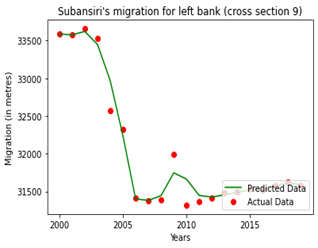 Subansiri's migration for left bank (cross section 9)
Migration (in metres)
33500
33000
32500
32000
31500
Predicted Data
Actual Data
2000
2005
2010
2015
Years